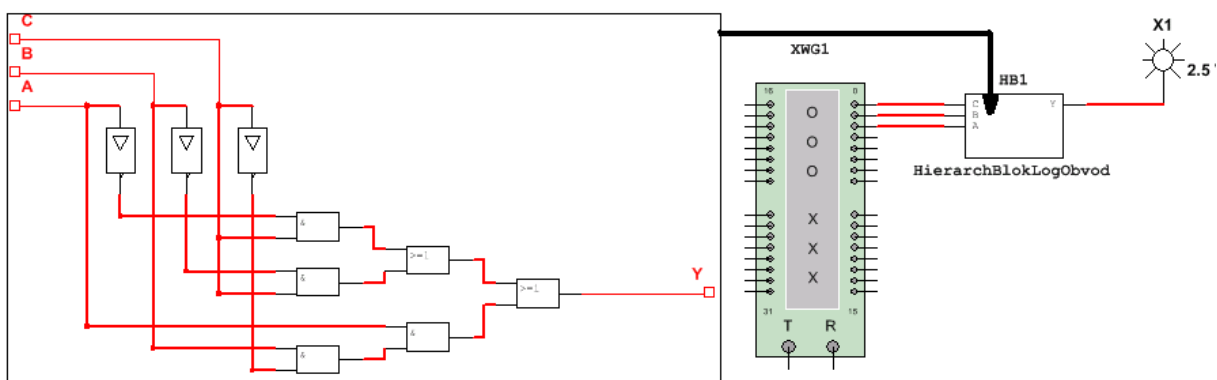 C
B
A
&
&
>=1
>=1
&
&
Y
XWG1
16
0
O
O
O
X
X
X
31
15
T
R
HB1
C
B
A
Y
HierarchBlokLogObvod
X1
2.5